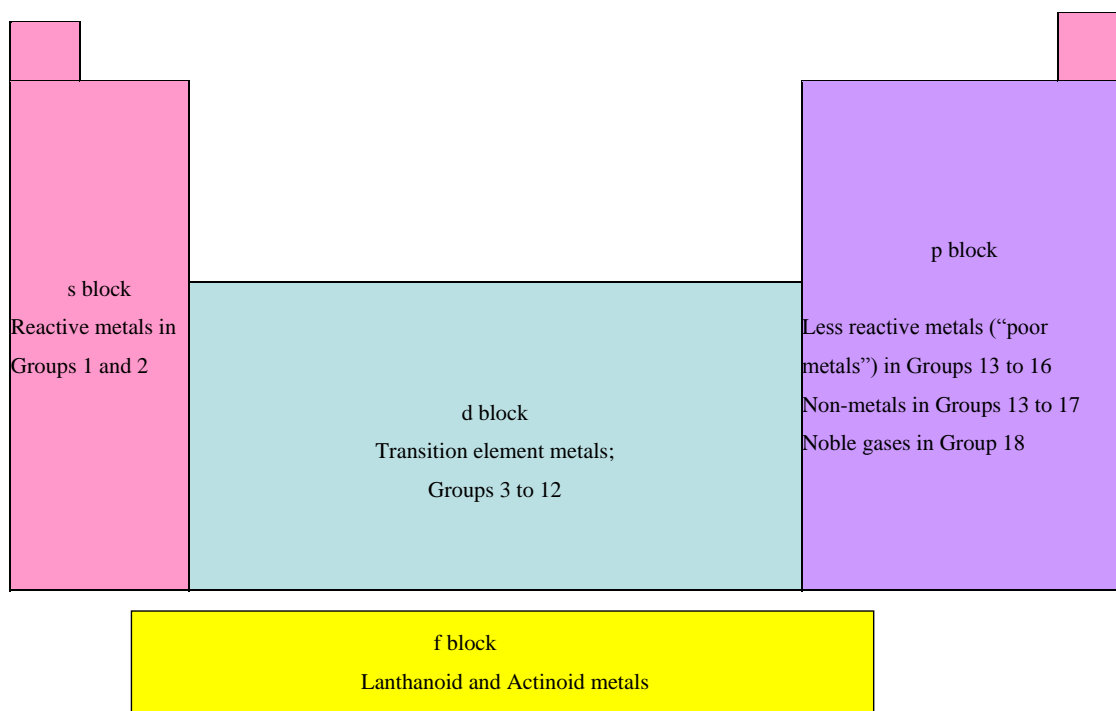 s block
Reactive metals in
Groups 1 and 2
d block
Transition element metals;
Groups 3 to 12
p block
Less reactive metals (“poor
metals”) in Groups 13 to 16
Non-metals in Groups 13 to 17
Noble gases in Group 18
f block
Lanthanoid and Actinoid metals